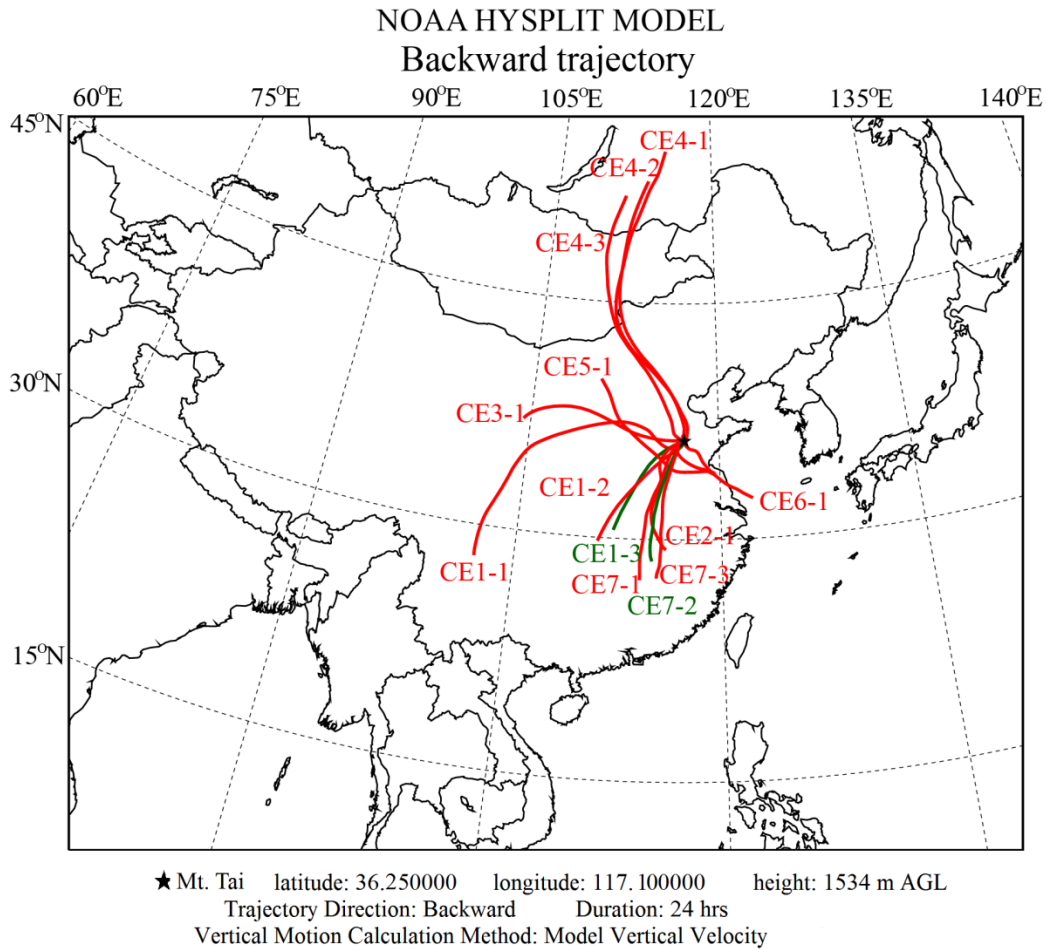 NOAA HYSPLIT MODEL
Backward trajectory
60°E 75°E 90°E 105°E 120°E 135°E 140°E
45°N
CE4-1
CE4-2
CE4-3
CE5-1
30°N
CE3-1
CE1-2
CE6-1
CE2-1
CE1-3
CE1-1
CE7-1
CE7-3
CE7-2
15°N
★ Mt. Tai latitude: 36.250000 longitude: 117.100000 height: 1534 m AGL
Trajectory Direction: Backward Duration: 24 hrs
Vertical Motion Calculation Method: Model Vertical Velocity